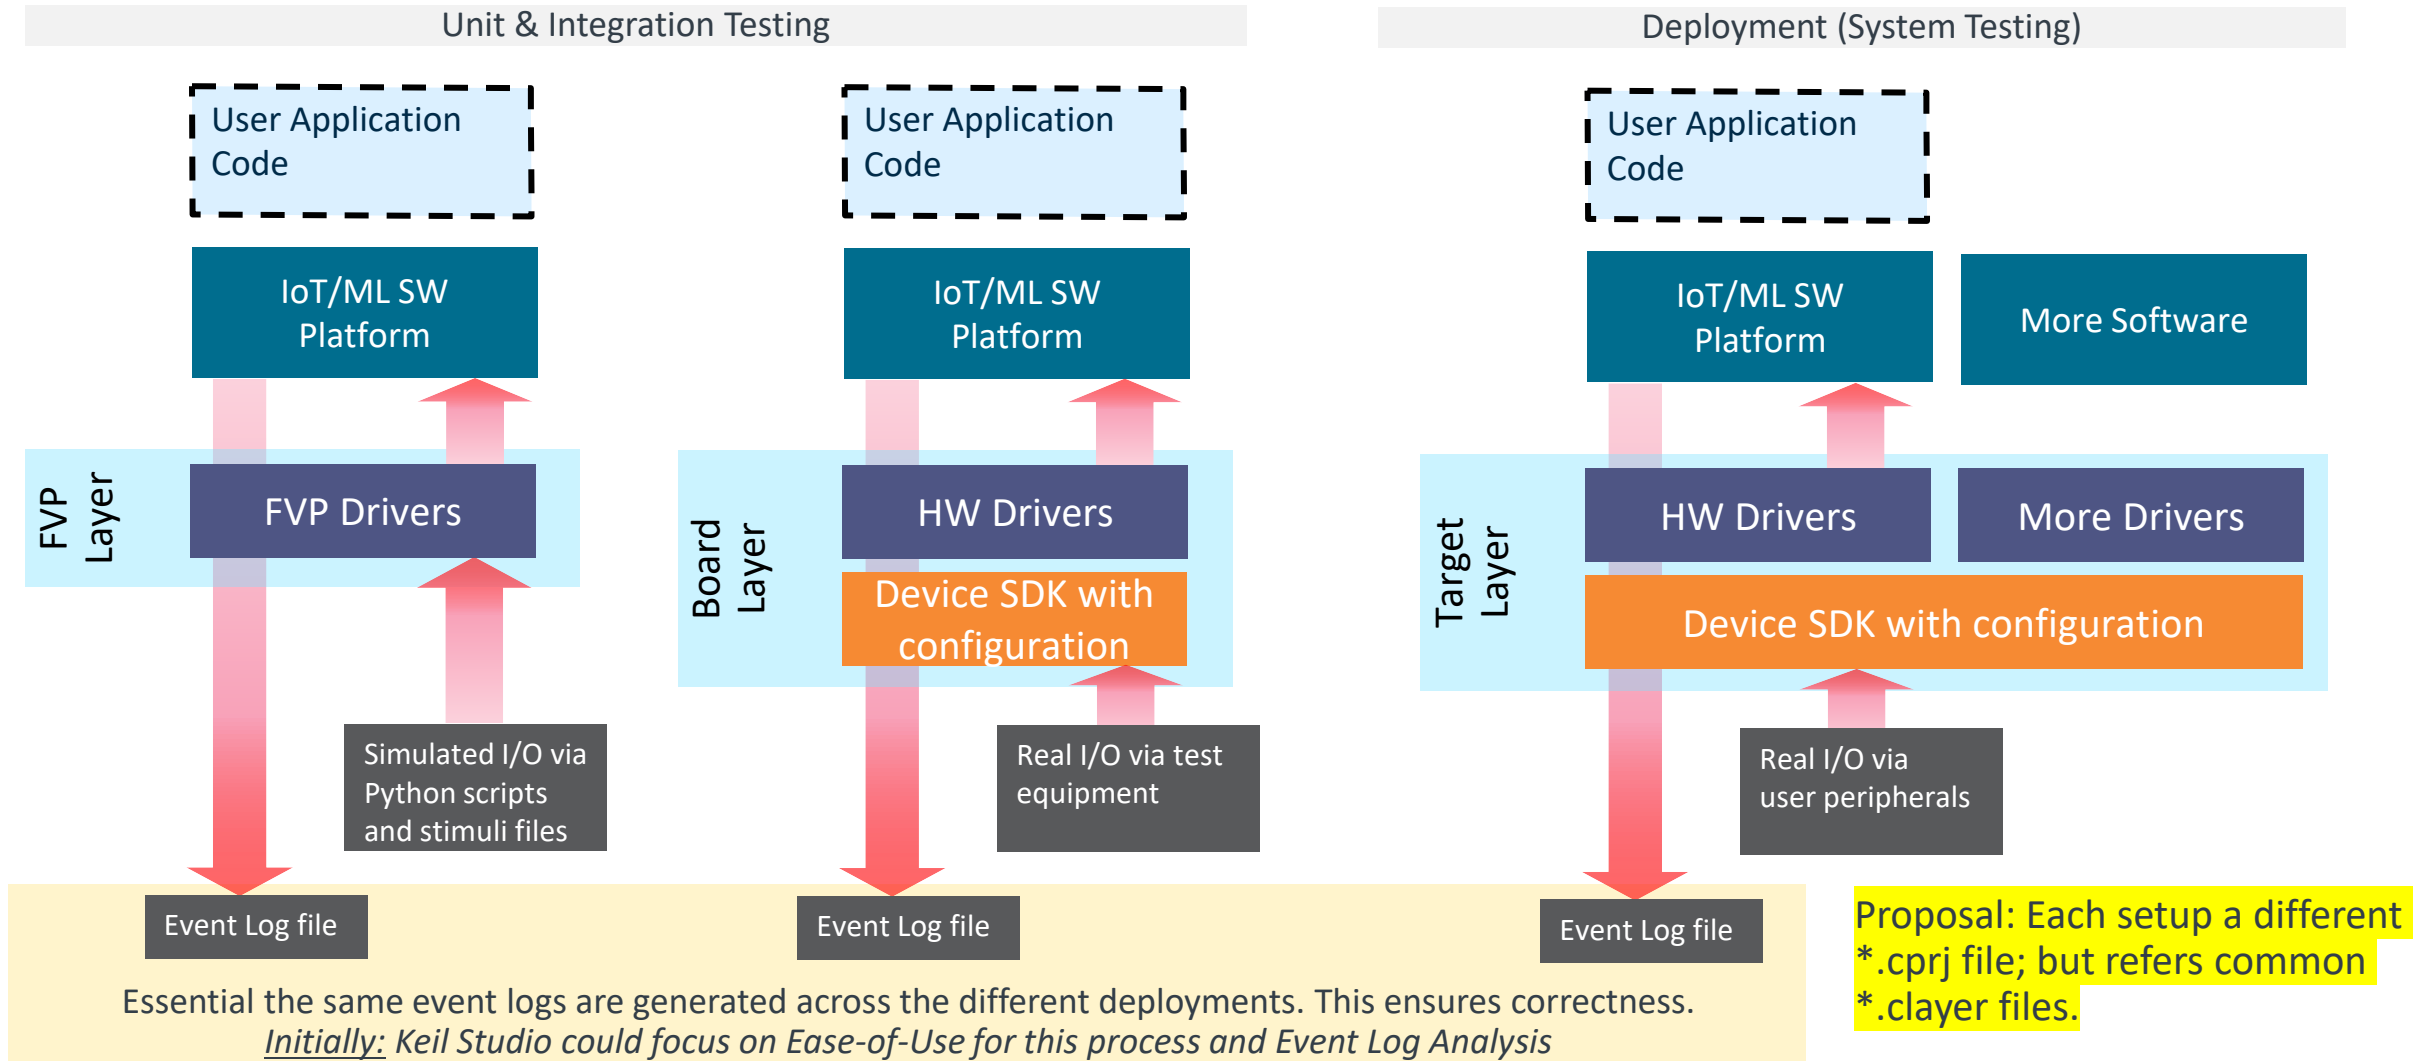 Unit & Integration Testing
Deployment (System Testing)
User Application
Code
User Application
Code
User Application
Code
IoT/ML SW
Platform
IoT/ML SW
Platform
IoT/ML SW
Platform
More Software
FVP
Layer
FVP Drivers
Board
Layer
HW Drivers
Device SDK with
configuration
Target
Layer
HW Drivers
More Drivers
Device SDK with configuration
Simulated I/O via
Python scripts
and stimuli files
Real I/O via test
equipment
Real I/O via
user peripherals
Event Log file
Event Log file
Event Log file
Proposal: Each setup a different
*.cprj file; but refers common
*.clayer files.
Essential the same event logs are generated across the different deployments. This ensures correctness.
Initially: Keil Studio could focus on Ease-of-Use for this process and Event Log Analysis